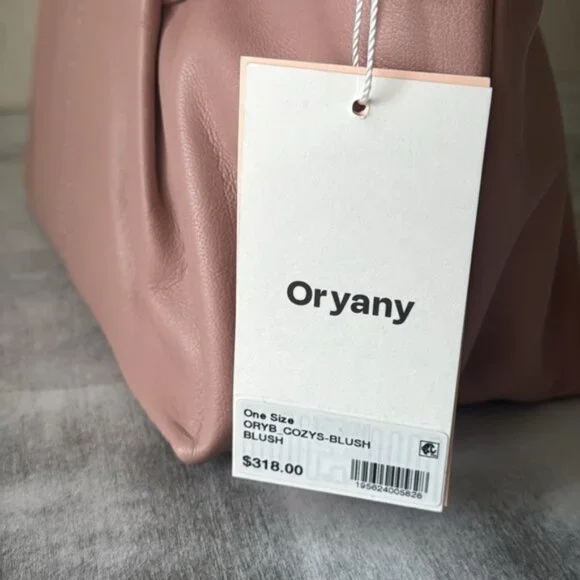 Oryany
One Size
ORYB_COZYS-BLUSH
BLUSH
$318.00
195624005826